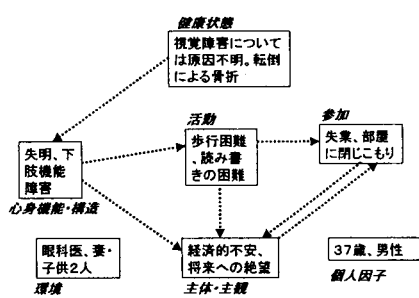 健康状態
視覚障害につい て
は原因不明。転倒
による骨折
活動
参加
歩行困難
、読み書
きの困難
失業、部屋
に閉じこもり
失明、下
肢機能
障害
心身機能・構造
眼科医、妻・
子供2人
環境
経済的不安、
将来への絶望
主体・主観
37歳、男性
個人因子